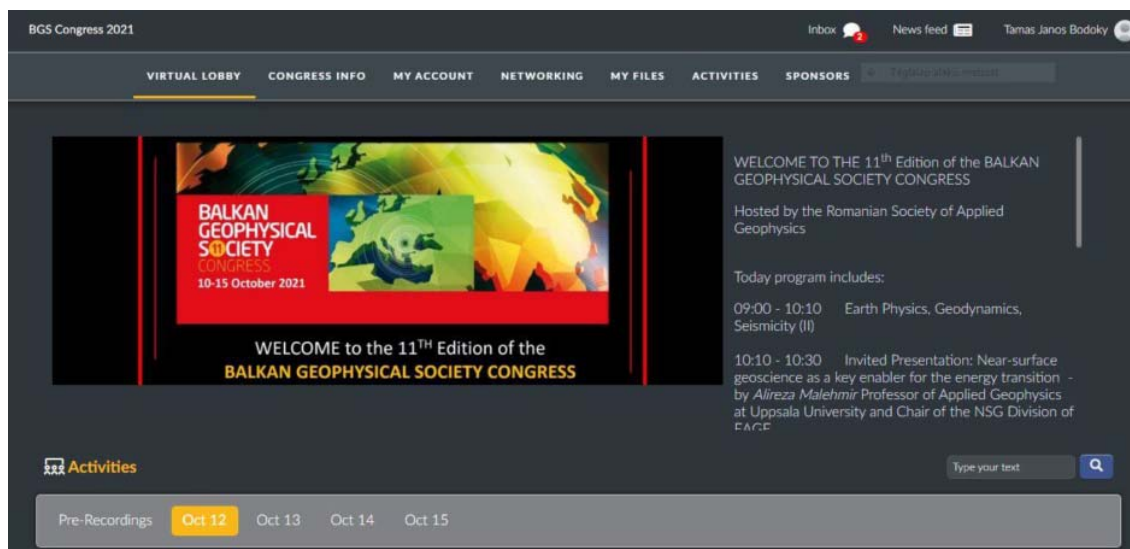 BGS Congress 2021
Inbox 2
News feed
Tamas Janos Bodoky
VIRTUAL LOBBY
CONGRESS INFO
MY ACCOUNT
NETWORKING
MY FILES
ACTIVITIES
SPONSORS
BALKAN
GEOPHYSICAL
SOCIETY
11
CONGRESS
10-15 October 2021
WELCOME to the 11TH Edition of the
BALKAN GEOPHYSICAL SOCIETY CONGRESS
WELCOME TO THE 11th Edition of the BALKAN
GEOPHYSICAL SOCIETY CONGRESS
Hosted by the Romanian Society of Applied
Geophysics
Today program includes:
09:00 - 10:10 Earth Physics, Geodynamics,
Seismicity (II)
10:10 - 10:30 Invited Presentation: Near-surface
geoscience as a key enabler for the energy transition -
by Alireza Malehmir Professor of Applied Geophysics
at Uppsala University and Chair of the NSG Division of
EAGE
Activities
Type your text
Pre-Recordings
Oct 12
Oct 13
Oct 14
Oct 15